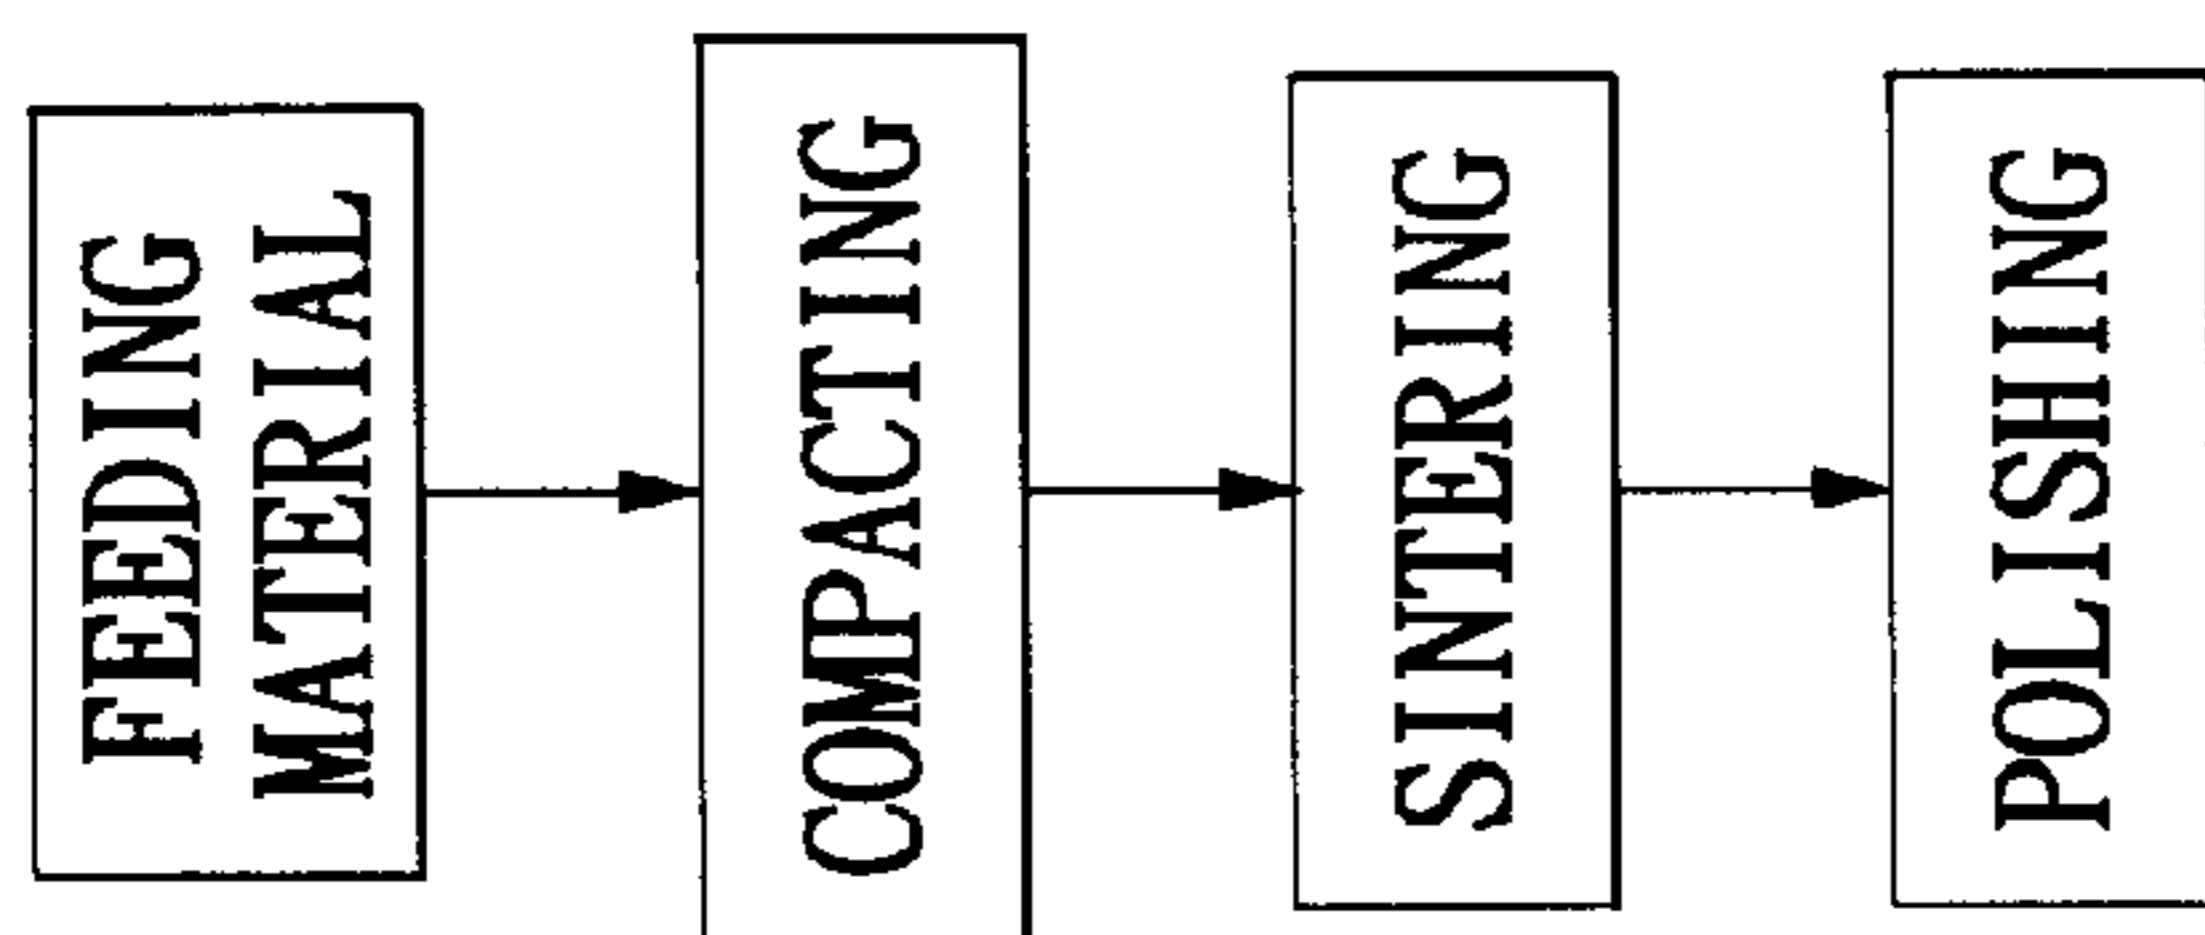 FEEDING
MATERIAL
COMPACTING
SINTERING
POLISHING